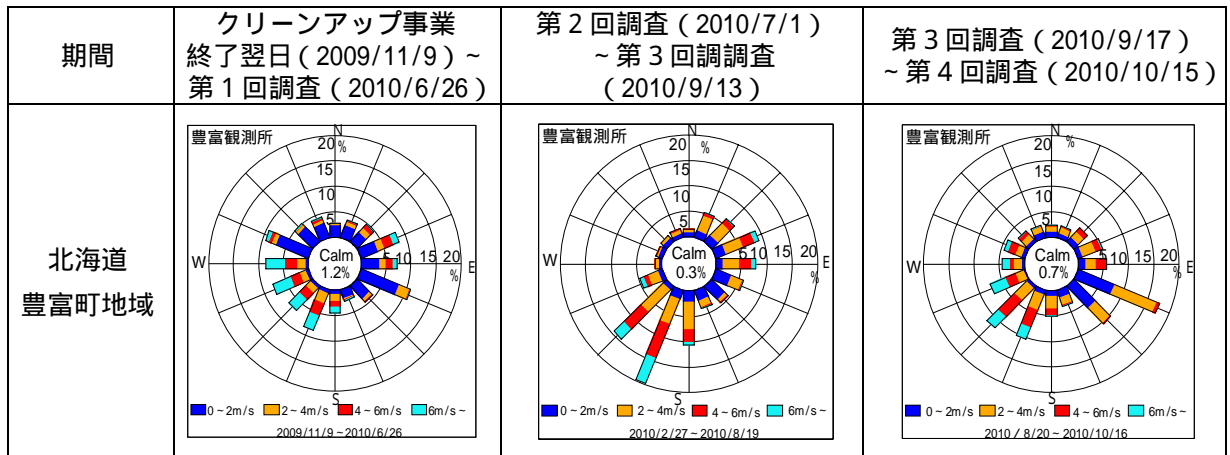 期間
クリーンアップ事業
終了翌日(2009/11/9)~
第1回調査(2010/6/26)
第2回調査(2010/7/1)
~第3回調調査
(2010/9/13)
第3回調査(2010/9/17)
~第4回調査(2010/10/15)
北海道
豊富町地域
豊富観測所
N
20 %
15
10
5
W
Calm
1.2%
5 10 15 20
%
E
S
0~2m/s 2~4m/s 4~6m/s 6m/s~
2009/11/9~2010/6/26
豊富観測所
N
20 %
15
10
5
W
Calm
0.3%
5 10 15 20
%
E
S
0~2m/s 2~4m/s 4~6m/s 6m/s~
2010/2/27~2010/8/19
豊富観測所
N
20 %
15
10
5
W
Calm
0.7%
5 10 15 20
%
E
S
0~2m/s 2~4m/s 4~6m/s 6m/s~
2010/8/20~2010/10/16